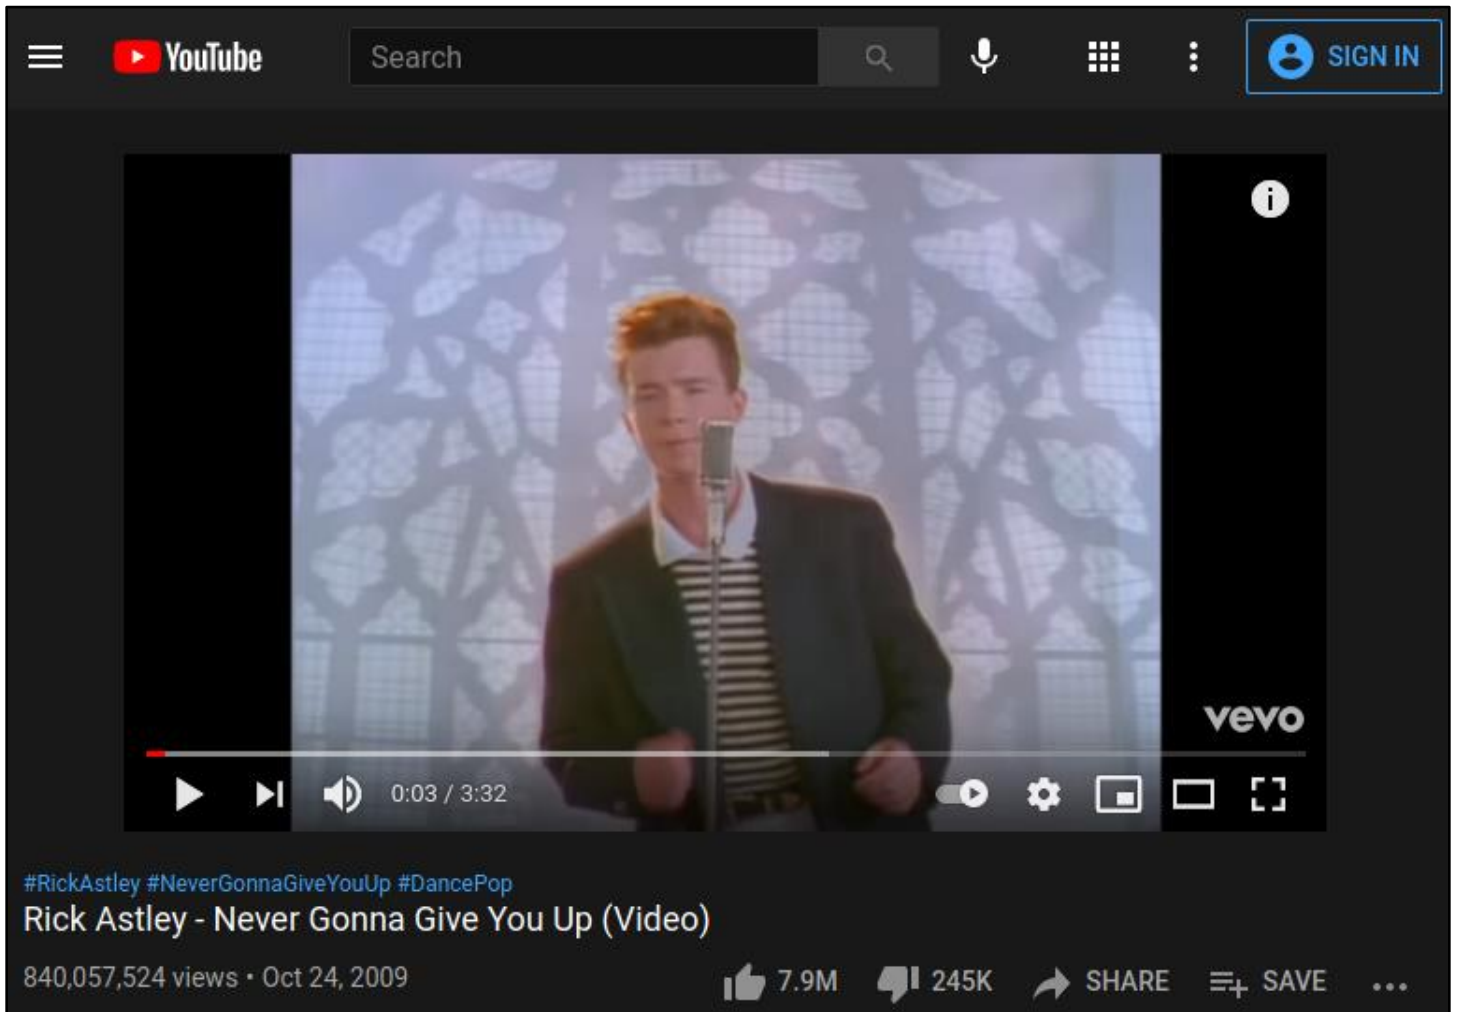 YouTube
Search
SIGN IN
i
vevo
0:03 / 3:32
#RickAstley #NeverGonnaGiveYouUp #DancePop
Rick Astley - Never Gonna Give You Up (Video)
840,057,524 views • Oct 24, 2009
7.9M 245K SHARE SAVE ...